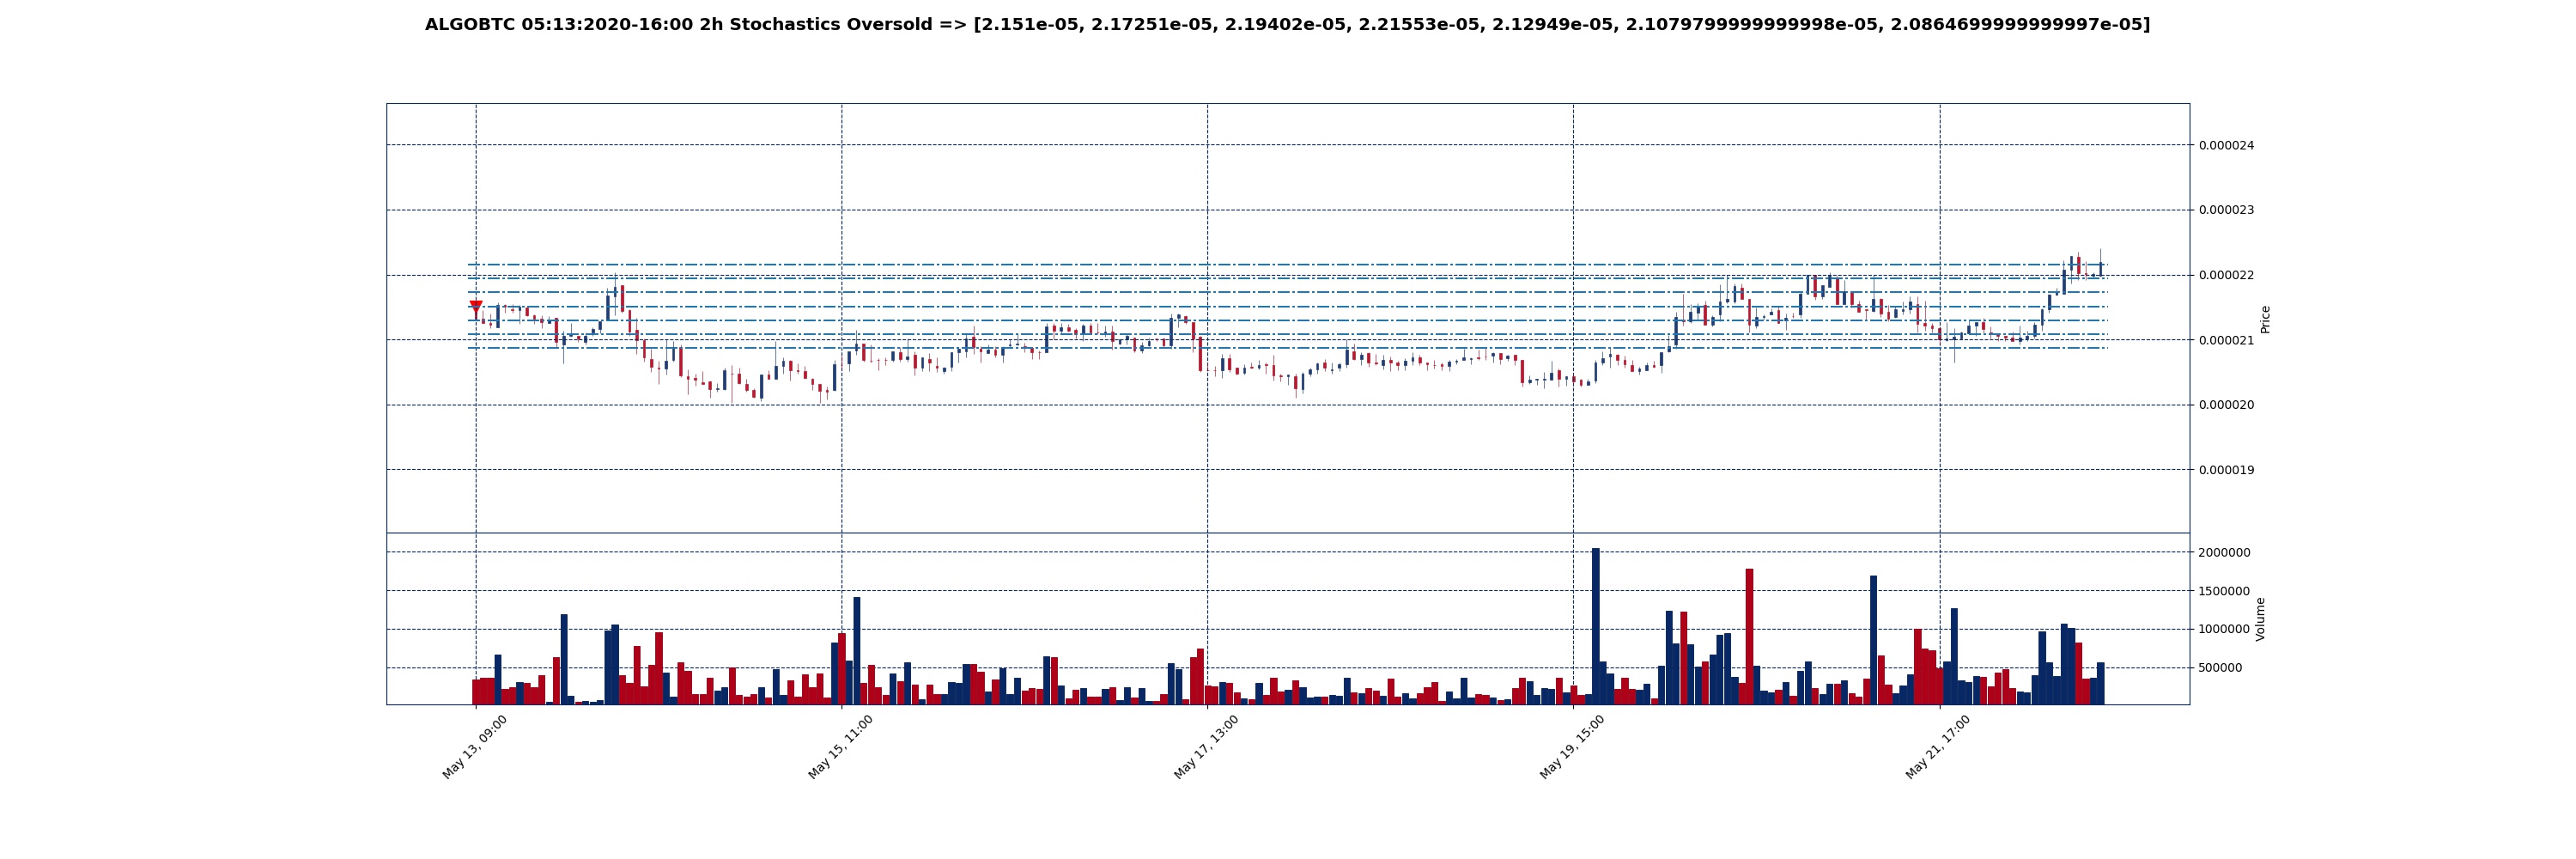 ALGOBTC 05:13:2020-16:00 2h Stochastics Oversold => [2.151e-05, 2.17251e-05, 2.19402e-05, 2.21553e-05, 2.12949e-05, 2.1079799999999998e-05, 2.0864699999999997e-05]
0.000024
0.000023
0.000022
0.000021
0.000020
0.000019
Price
2000000
1500000
1000000
500000
Volume
May 13, 09:00
May 15, 11:00
May 17, 13:00
May 19, 15:00
May 21, 17:00